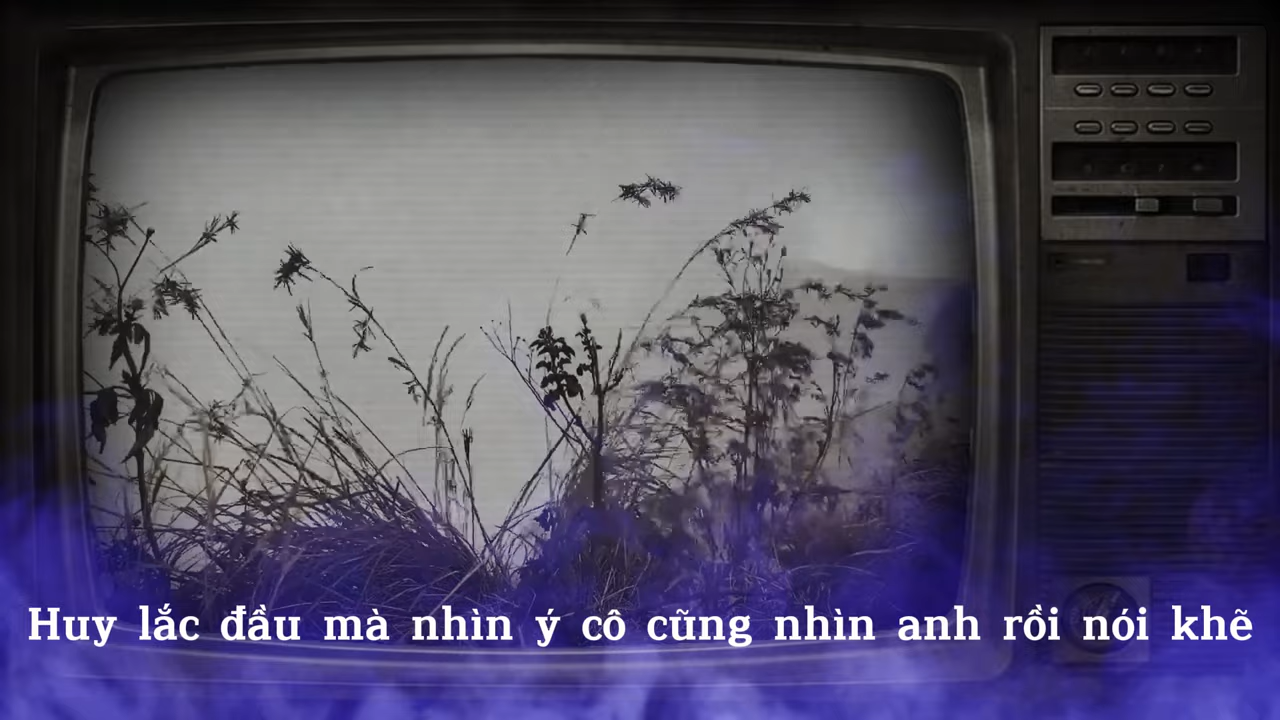 Huy lắc đầu mà nhìn ý cô cũng nhìn anh rồi nói khẽ